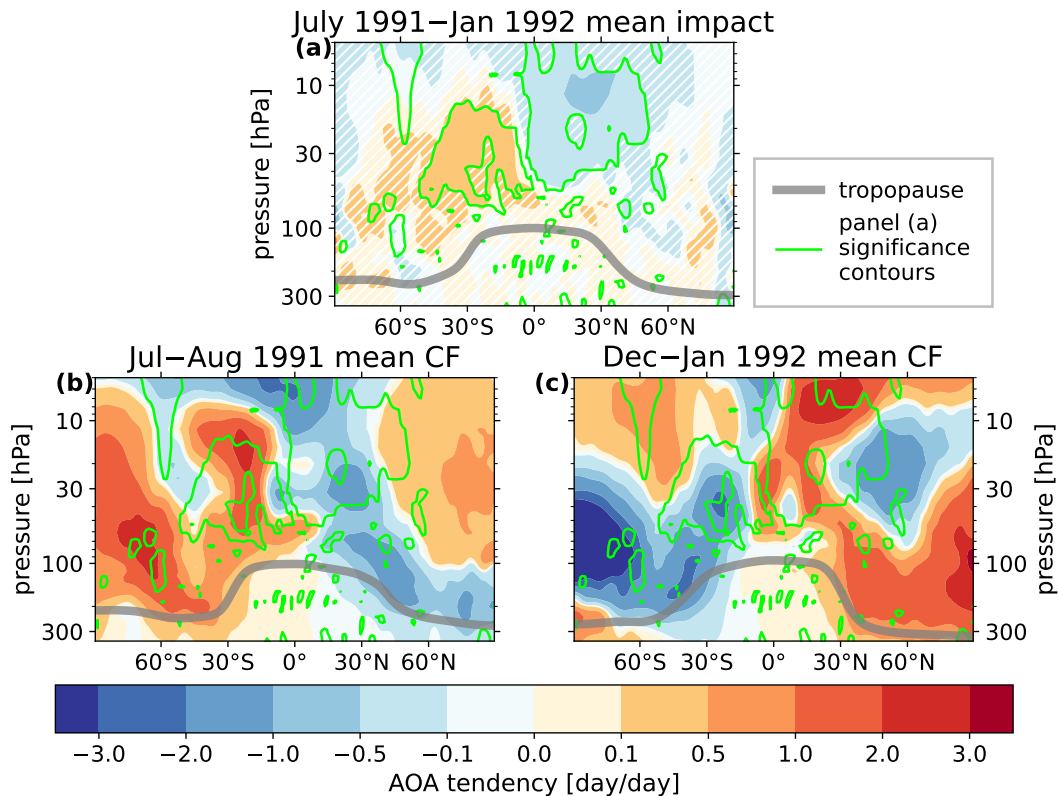 July 1991−Jan 1992 mean impact
(a)
10
30
100
300
pressure [hPa]
60°S 30°S 0° 30°N 60°N
tropopause
panel (a)
significance
contours
Jul−Aug 1991 mean CF
(b)
10
30
100
300
pressure [hPa]
60°S 30°S 0° 30°N 60°N
Dec−Jan 1992 mean CF
(c)
10
30
100
300
pressure [hPa]
60°S 30°S 0° 30°N 60°N
−3.0 −2.0 −1.0 −0.5 −0.1 0.0 0.1 0.5 1.0 2.0 3.0
AOA tendency [day/day]